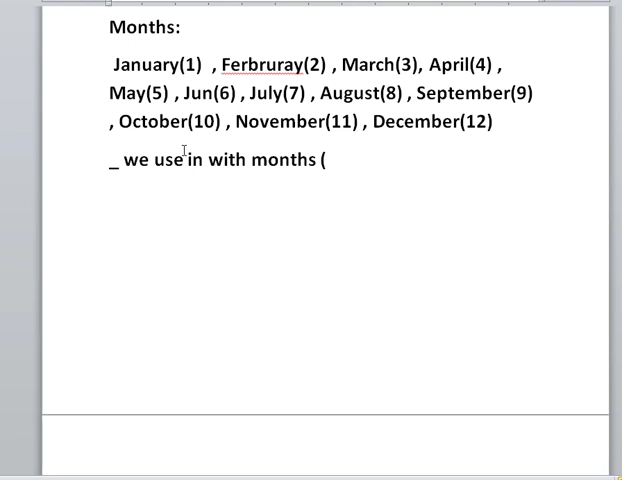 Months:
January(1) , Ferbruray(2) , March(3), April(4) ,
May(5) , Jun(6) , July(7) , August(8) , September(9)
, October(10) , November(11) , December(12)
_ we use in with months (